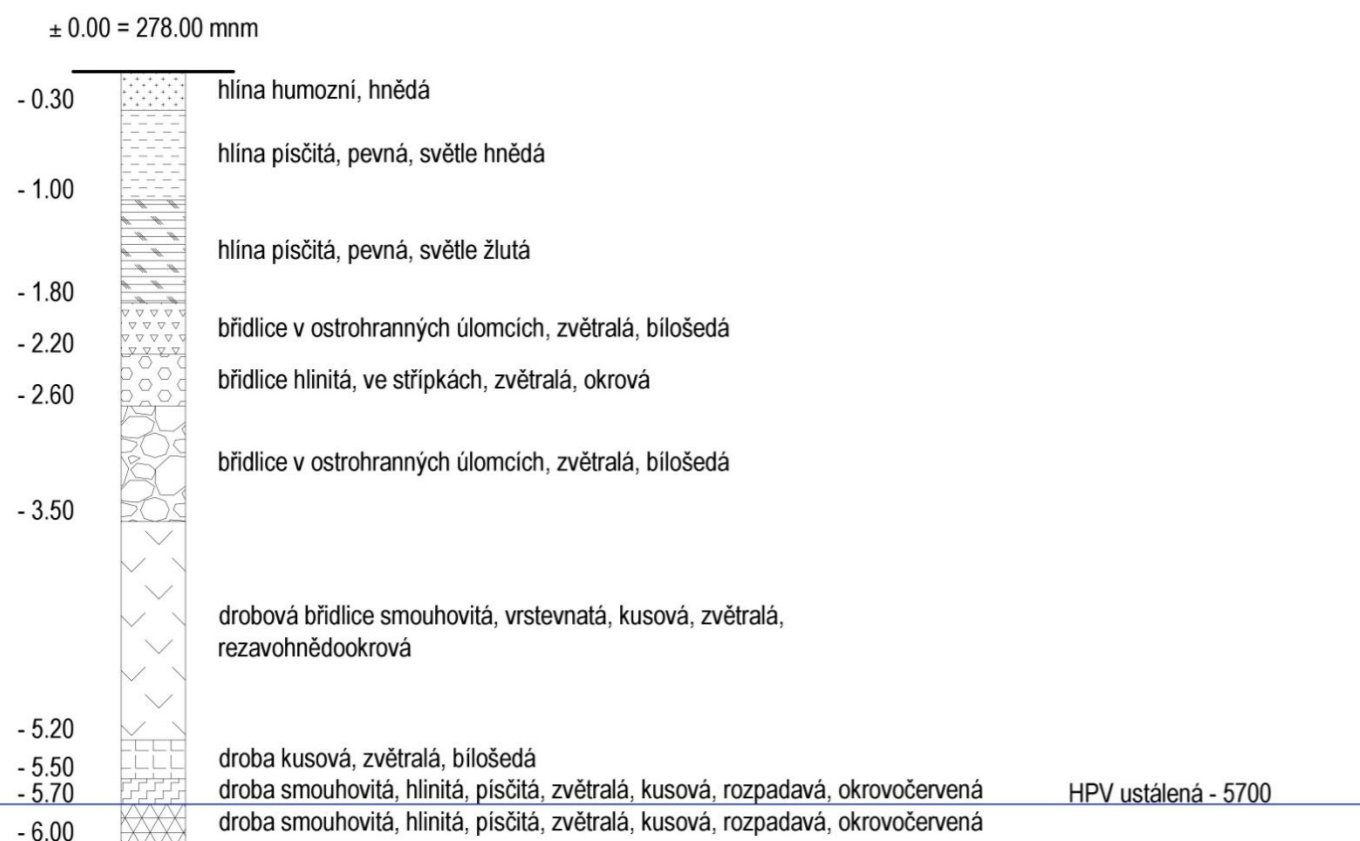 ± 0.00 = 278.00 mnm
hlína humozní, hnědá
- 0.30
hlína písčitá, pevná, světle hnědá
- 1.00
hlína písčitá, pevná, světle žlutá
- 1.80
břidlice v ostrohranných úlomcích, zvětralá, bílošedá
- 2.20
břidlice hlinitá, ve střípkách, zvětralá, okrová
- 2.60
břidlice v ostrohranných úlomcích, zvětralá, bílošedá
- 3.50
drobová břidlice smouhovitá, vrstevnatá, kusová, zvětralá,
rezavohnědookrová
- 5.20
droba kusová, zvětralá, bílošedá
- 5.50
droba smouhovitá, hlinitá, písčitá, zvětralá, kusová, rozpadavá, okrovočervená
HPV ustálená - 5700
- 5.70
droba smouhovitá, hlinitá, písčitá, zvětralá, kusová, rozpadavá, okrovočervená
- 6.00